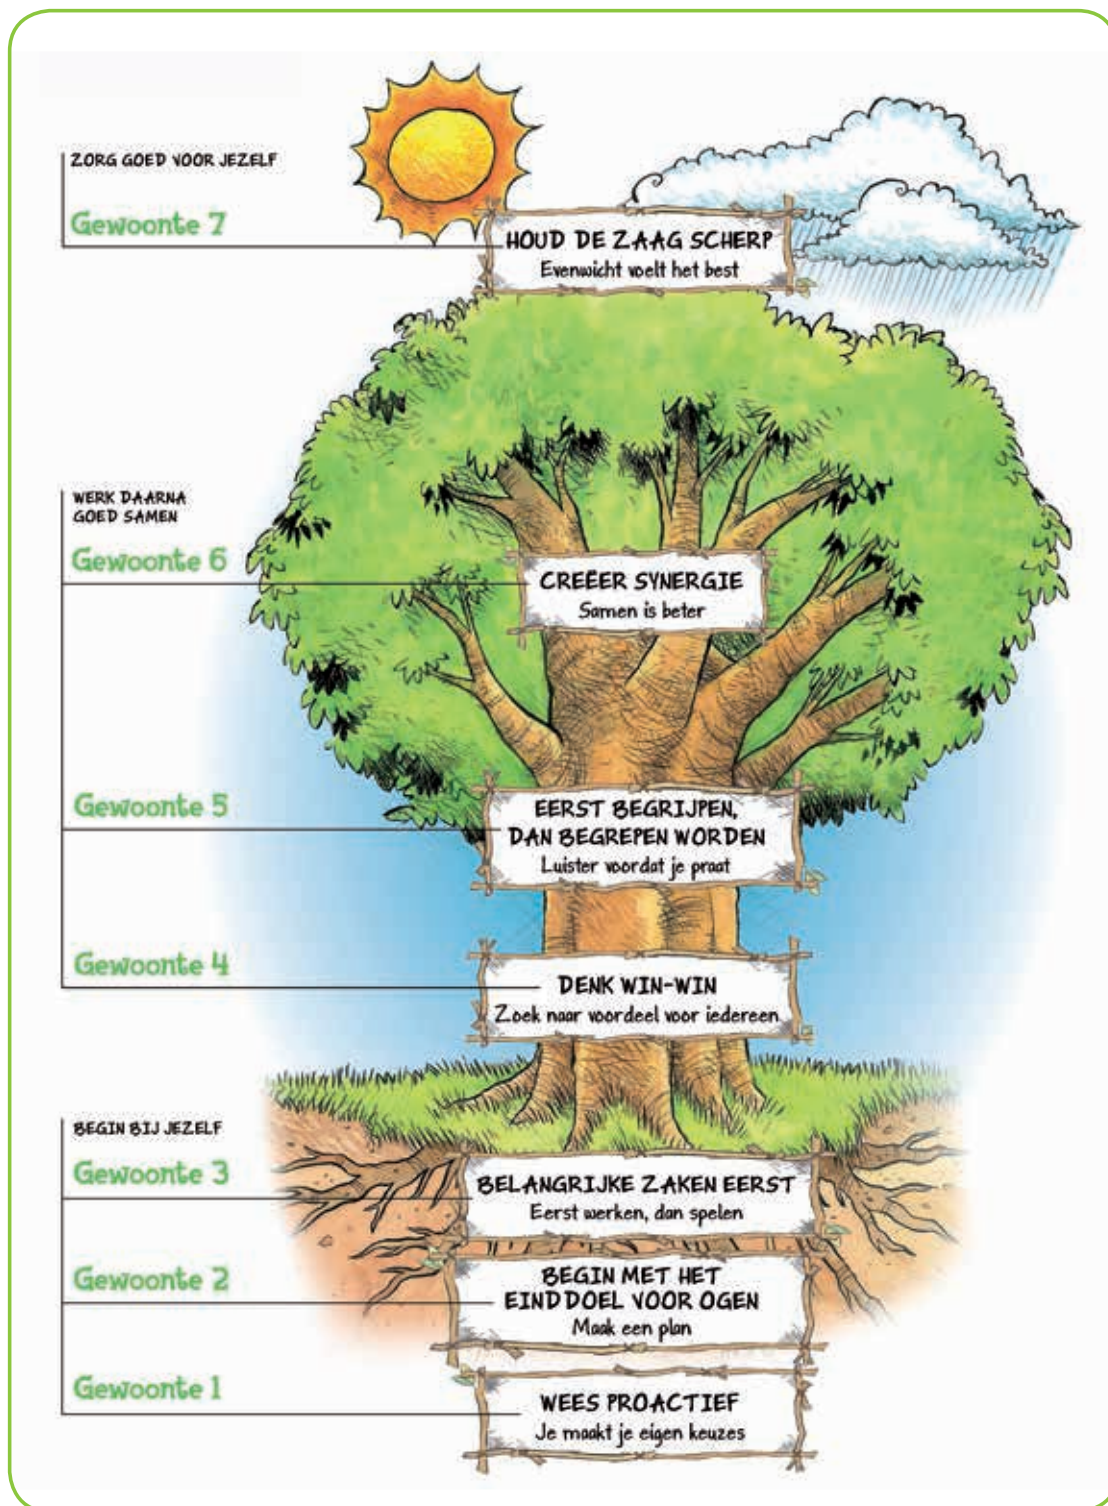 ZORG GOED VOOR JEZELF
Gewoonte 7
HOUD DE ZAAG SCHERP
Evenwicht voelt het best
WERK DAARNA
GOED SAMEN
Gewoonte 6
CREËER SYNERGIE
Samen is beter
Gewoonte 5
EERST BEGRIJPEN,
DAN BEGREPEN WORDEN
Luister voordat je praat
Gewoonte 4
DENK WIN-WIN
Zoek naar voordeel voor iedereen
BEGIN BIJ JEZELF
Gewoonte 3
BELANGRIJKE ZAKEN EERST
Eerst werken, dan spelen
Gewoonte 2
BEGIN MET HET
EINDDOEL VOOR OGEN
Maak een plan
Gewoonte 1
WEES PROACTIEF
Je maakt je eigen keuzes